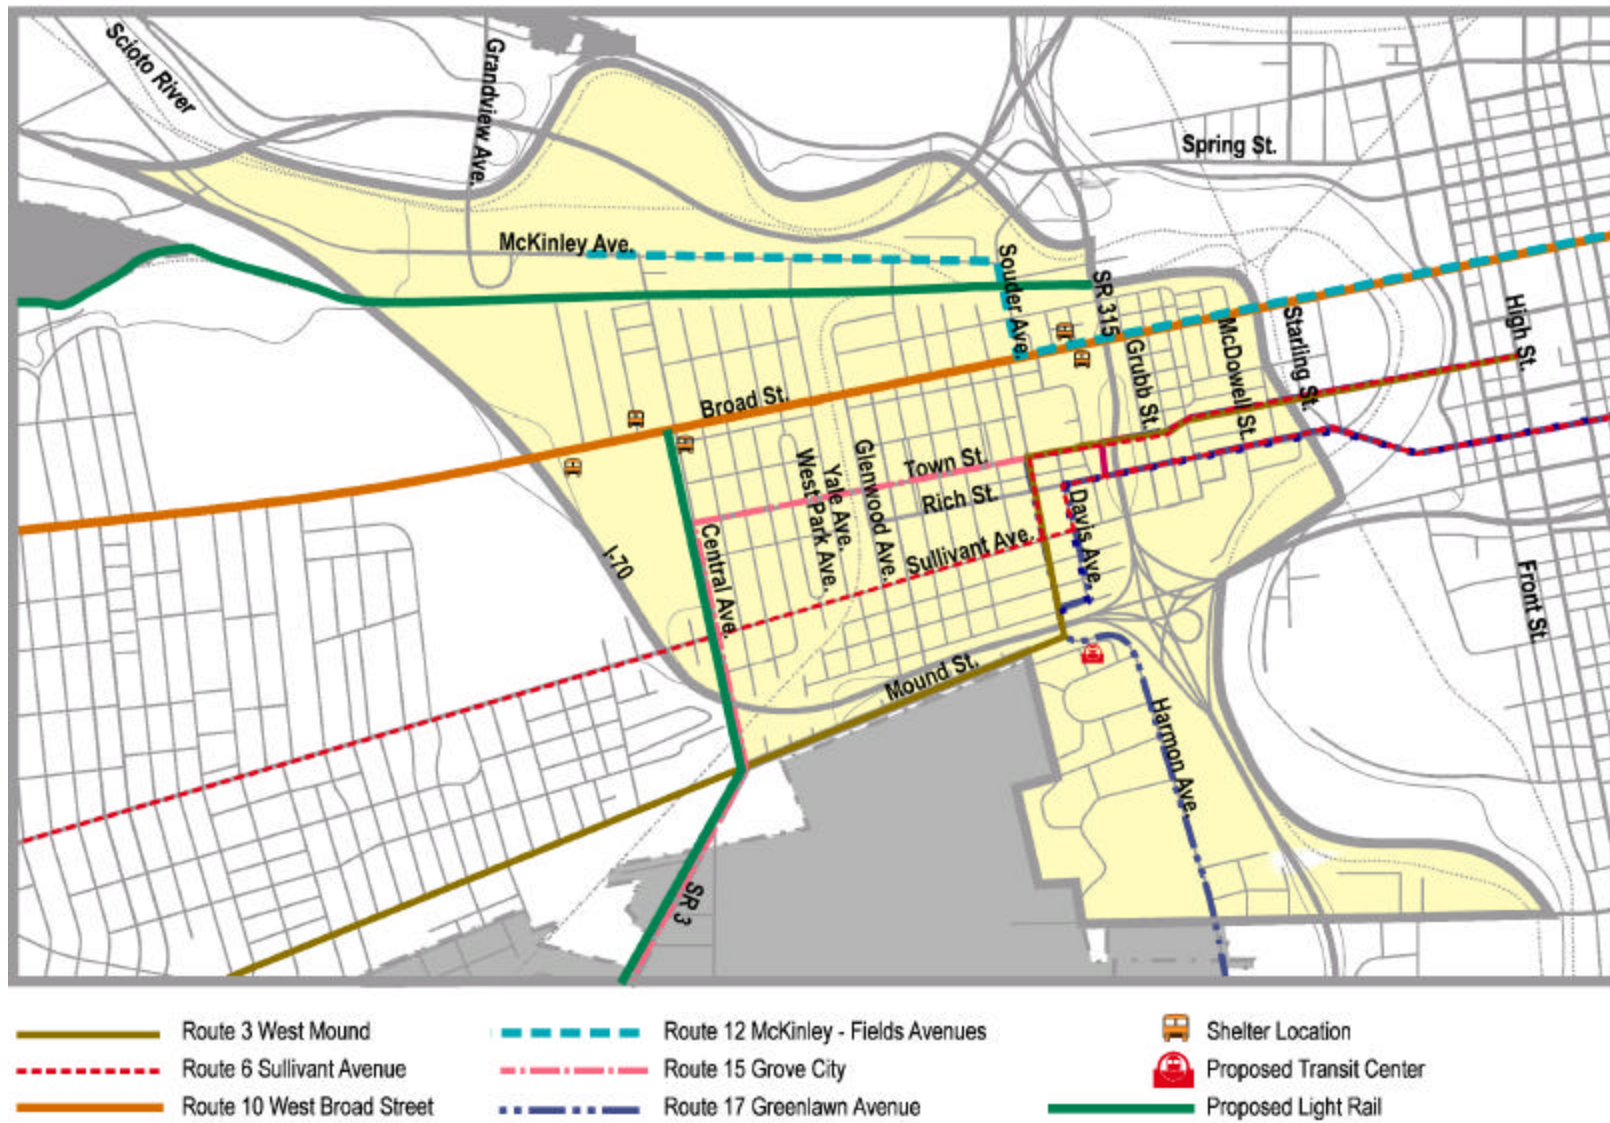 Scioto River
Grandview Ave.
Spring St.
McKinley Ave.
Souder Ave.
SR 315
High St.
Starling St.
McDowell St.
Grubb St.
Broad St.
Town St.
Glenwood Ave.
Yale Ave.
West Park Ave.
Rich St.
Davis Ave.
Sullivant Ave.
Central Ave.
I-70
Front St.
Mound St.
Harmon Ave.
SR 3
Route 3 West Mound
Route 12 McKinley - Fields Avenues
Shelter Location
Route 6 Sullivant Avenue
Route 15 Grove City
Proposed Transit Center
Route 10 West Broad Street
Route 17 Greenlawn Avenue
Proposed Light Rail